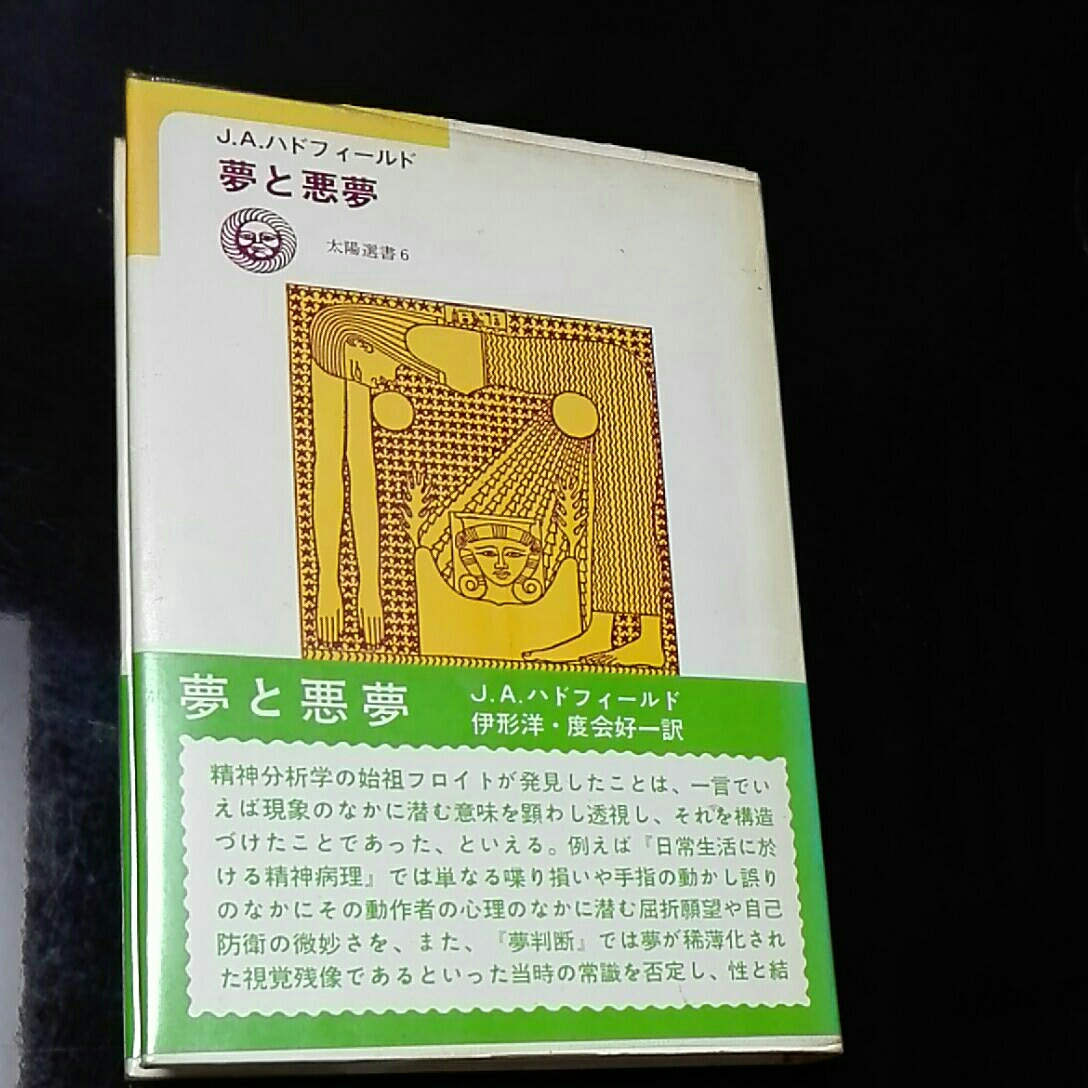 J.A.ハドフィールド
夢と悪夢
太陽選書6
夢と悪夢
J.A.ハドフィールド
伊形洋・度会好一訳
精神分析学の始祖フロイトが発見したことは、一言でい
えば現象のなかに潜む意味を顕わし透視し、それを構造
づけたことであった、といえる。例えば『日常生活に於
ける精神病理』では単なる喋り損いや手指の動かし誤り
のなかにその動作者の心理のなかに潜む屈折願望や自己
防衛の微妙さを、また、『夢判断』では夢が稀薄化され
た視覚残像であるといった当時の常識を否定し、性と結